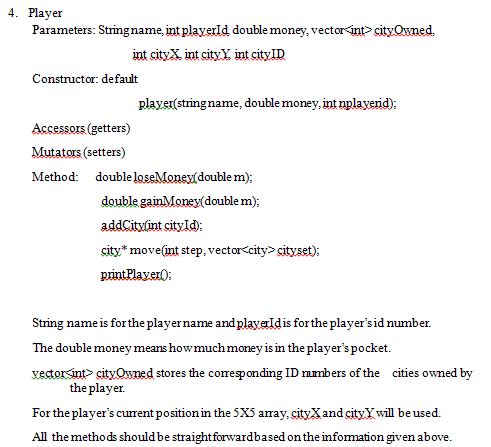 4. Player
Parameters: String name, int playerId, double money, vector<int> cityOwned,
int cityX, int cityY, int cityID
Constructor: default
player(string name, double money, int nplayerid);
Accessors (getters)
Mutators (setters)
Method: double loseMoney(double m);
double gainMoney(double m);
addCity(int cityId);
city* move(int step, vector<city> cityset);
printPlayer();
String name is for the player name and playerId is for the player's id number.
The double money means how much money is in the player's pocket.
vector<int> cityOwned stores the corresponding ID numbers of the cities owned by
the player.
For the player's current position in the 5X5 array, cityX and cityY will be used.
All the methods should be straightforward based on the information given above.